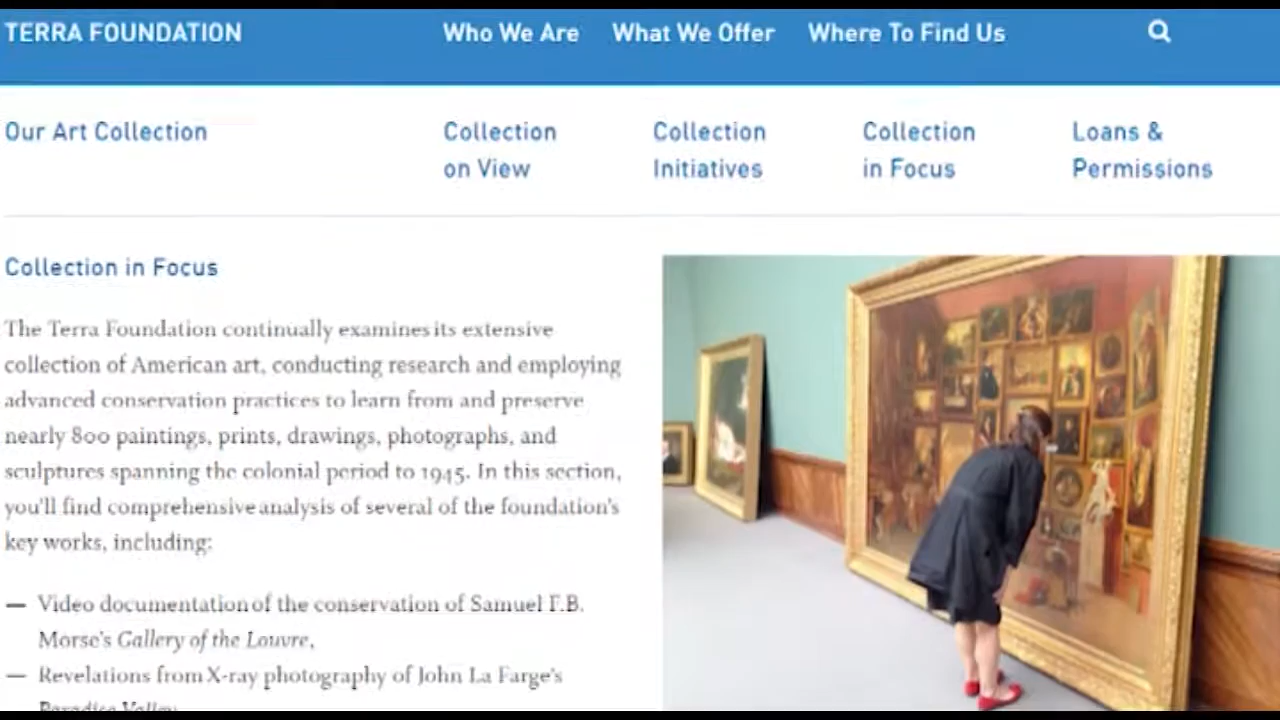 TERRA FOUNDATION
Who We Are
What We Offer
Where To Find Us
Our Art Collection
Collection
on View
Collection
Initiatives
Collection
in Focus
Loans &
Permissions
Collection in Focus
The Terra Foundation continually examines its extensive
collection of American art, conducting research and employing
advanced conservation practices to learn from and preserve
nearly 800 paintings, prints, drawings, photographs, and
sculptures spanning the colonial period to 1945. In this section,
you'll find comprehensive analysis of several of the foundation's
key works, including:
— Video documentation of the conservation of Samuel F.B.
Morse's Gallery of the Louvre,
— Revelations from X-ray photography of John La Farge's
Paradise Valley